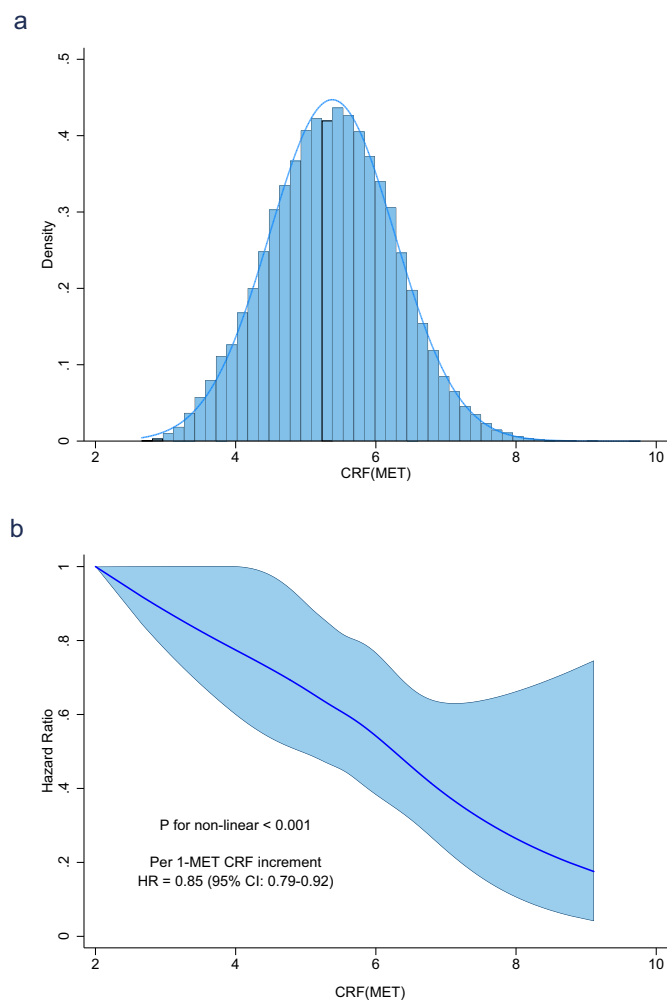 a
.5
.4
.3
.2
.1
0
Density
2 4 6 8 10
CRF(MET)
b
1
.8
.6
.4
.2
0
Hazard Ratio
P for non-linear < 0.001
Per 1-MET CRF increment
HR = 0.85 (95% CI: 0.79-0.92)
2 4 6 8 10
CRF(MET)